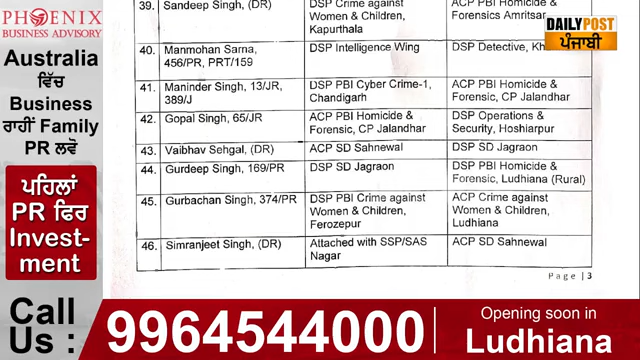 PHOENIX
BUSINESS ADVISORY
Australia
ਵਿੱਚ
Business
ਰਾਹੀਂ Family
PR ਲਵੋ
ਪਹਿਲਾਂ
PR ਫਿਰ
Invest-
ment
Call
Us :
DAILYPOST
ਪੰਜਾਬੀ
39. Sandeep Singh, (DR) DSP Crime against ACP PBI Homicide &
Women & Children, Forensics Amritsar
Kapurthala
40. Manmohan Sarna, DSP Intelligence Wing DSP Detective,
456/PR, PRT/159
41. Maninder Singh, 13/JR, DSP PBI Cyber Crime-1, ACP PBI Homicide &
389/J Chandigarh Forensic, CP Jalandhar
42. Gopal Singh, 65/JR ACP PBI Homicide & DSP Operations &
Forensic, CP Jalandhar Security, Hoshiarpur
43. Vaibhav Sehgal, (DR) ACP SD Sahnewal DSP SD Jagraon
44. Gurdeep Singh, 169/PR DSP SD Jagraon DSP PBI Homicide &
Forensic, Ludhiana (Rural)
45. Gurbachan Singh, 374/PR DSP PBI Crime against ACP Crime against
Women & Children, Women & Children,
Ferozepur Ludhiana
46. Simranjeet Singh, (DR) Attached with SSP/SAS ACP SD Sahnewal
Nagar
Page | 3
9964544000
Opening soon in
Ludhiana